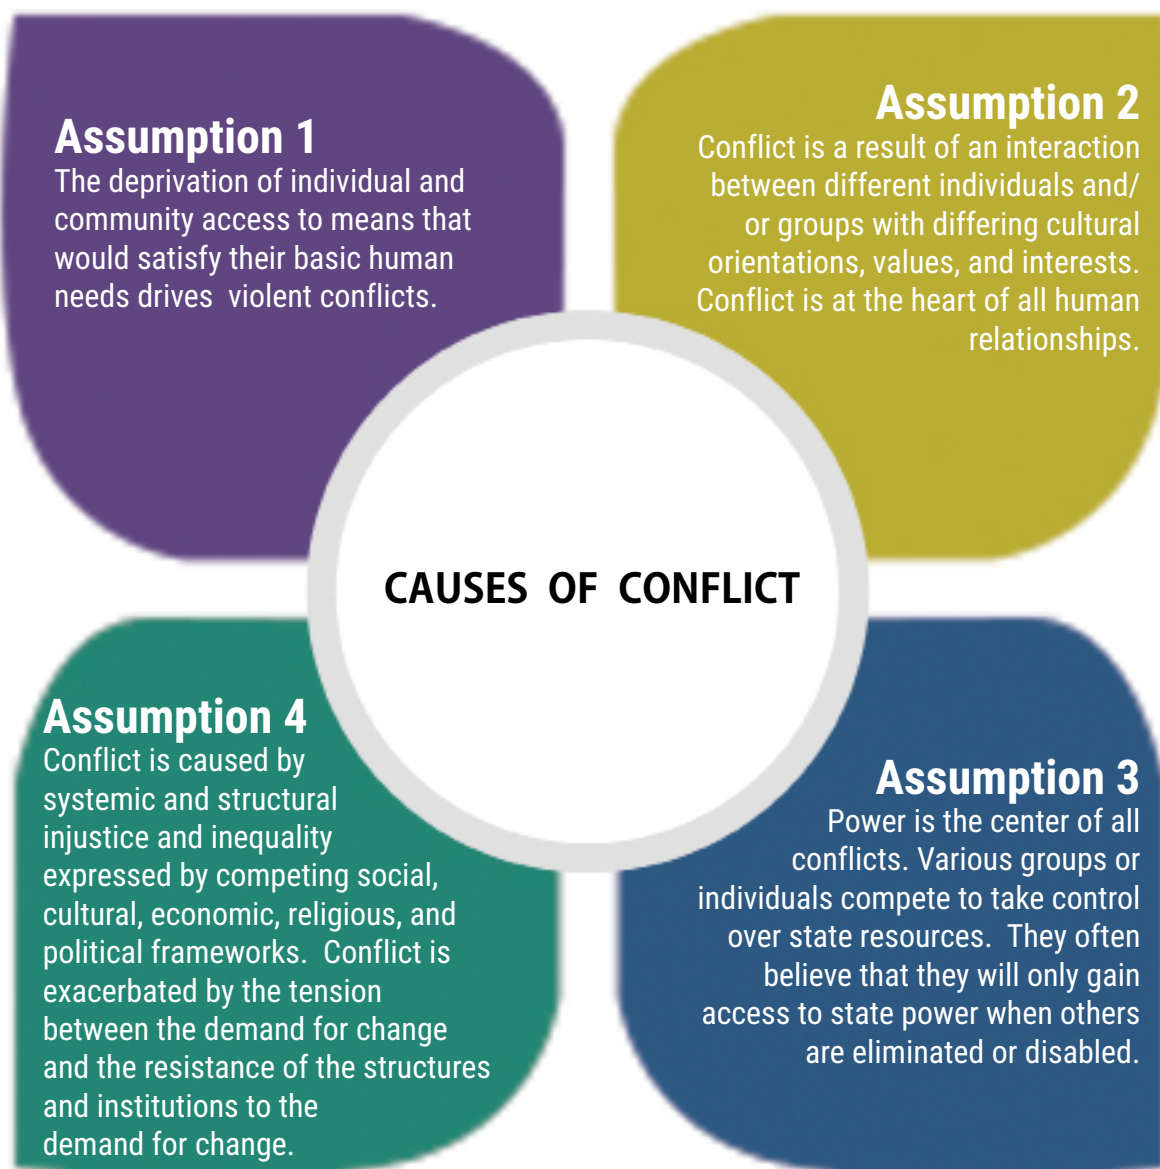 Assumption 1
The deprivation of individual and
community access to means that
would satisfy their basic human
needs drives  violent conflicts.
Assumption 2
Conflict is a result of an interaction
between different individuals and/
or groups with differing cultural
orientations, values, and interests.
Conflict is at the heart of all human
relationships.
CAUSES OF CONFLICT
Assumption 4
Conflict is caused by
systemic and structural
injustice and inequality
expressed by competing social,
cultural, economic, religious, and
political frameworks.  Conflict is
exacerbated by the tension
between the demand for change
and the resistance of the structures
and institutions to the
demand for change.
Assumption 3
Power is the center of all
conflicts. Various groups or
individuals compete to take control
over state resources.  They often
believe that they will only gain
access to state power when others
are eliminated or disabled.